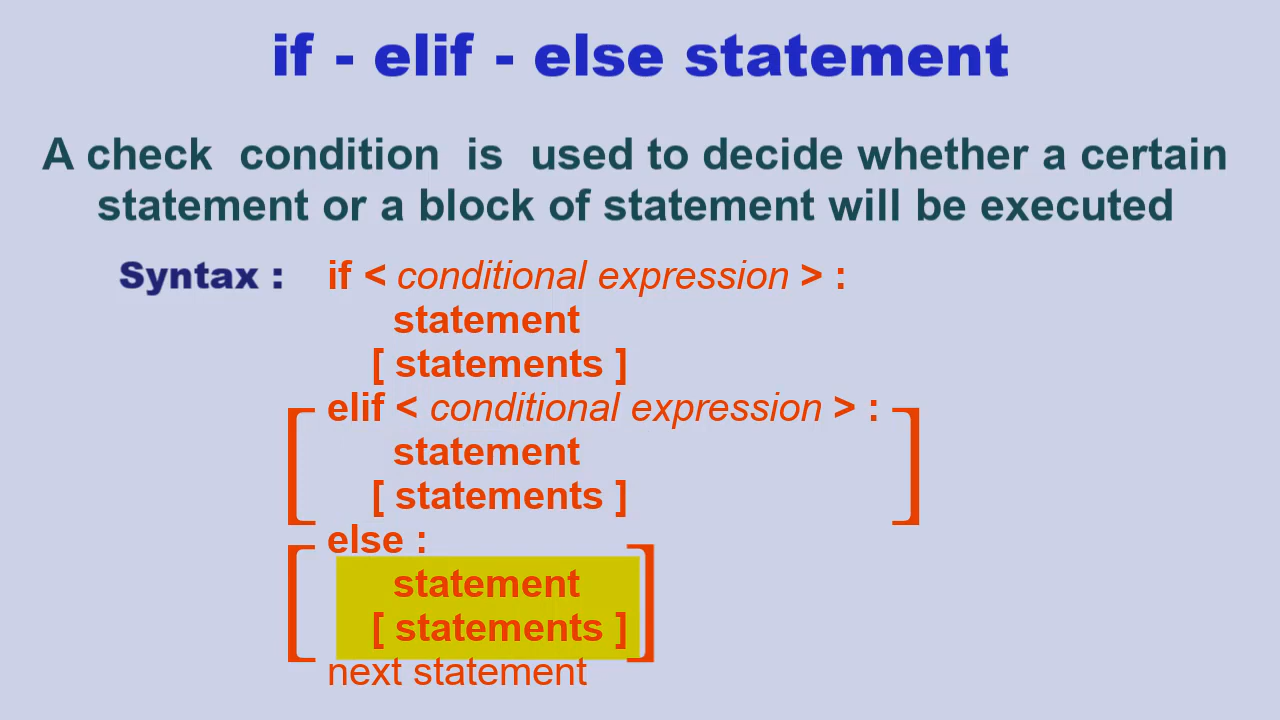 if - elif - else statement
A check condition is used to decide whether a certain
statement or a block of statement will be executed
Syntax : if < conditional expression > :
statement
[ statements ]
elif < conditional expression > :
statement
[ statements ]
else :
statement
[ statements ]
next statement